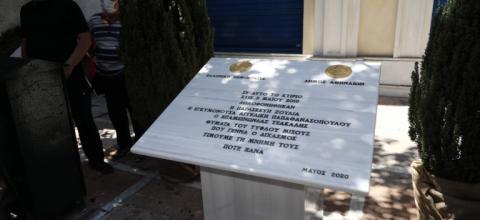 ΕΛΛΗΝΙΚΗ ΔΗΜΟΚΡΑΤΙΑ ΔΗΜΟΣ ΑΘΗΝΑΙΩΝ
ΣΕ ΑΥΤΟ ΤΟ ΚΤΙΡΙΟ
ΣΤΙΣ 5 ΜΑΪΟΥ 2010
ΔΟΛΟΦΟΝΗΘΗΚΑΝ
Η ΠΑΡΑΣΚΕΥΗ ΖΟΥΛΙΑ
Η ΕΓΚΥΜΟΝΟΥΣΑ ΑΓΓΕΛΙΚΗ ΠΑΠΑΘΑΝΑΣΟΠΟΥΛΟΥ
Ο ΕΠΑΜΕΙΝΩΝΔΑΣ ΤΣΑΚΑΛΗΣ
ΘΥΜΑΤΑ ΤΟΥ ΤΥΦΛΟΥ ΜΙΣΟΥΣ
ΠΟΥ ΓΕΝΝΑ Ο ΔΙΧΑΣΜΟΣ
ΤΙΜΟΥΜΕ ΤΗ ΜΝΗΜΗ ΤΟΥΣ
ΠΟΤΕ ΞΑΝΑ
ΜΑΪΟΣ 2020